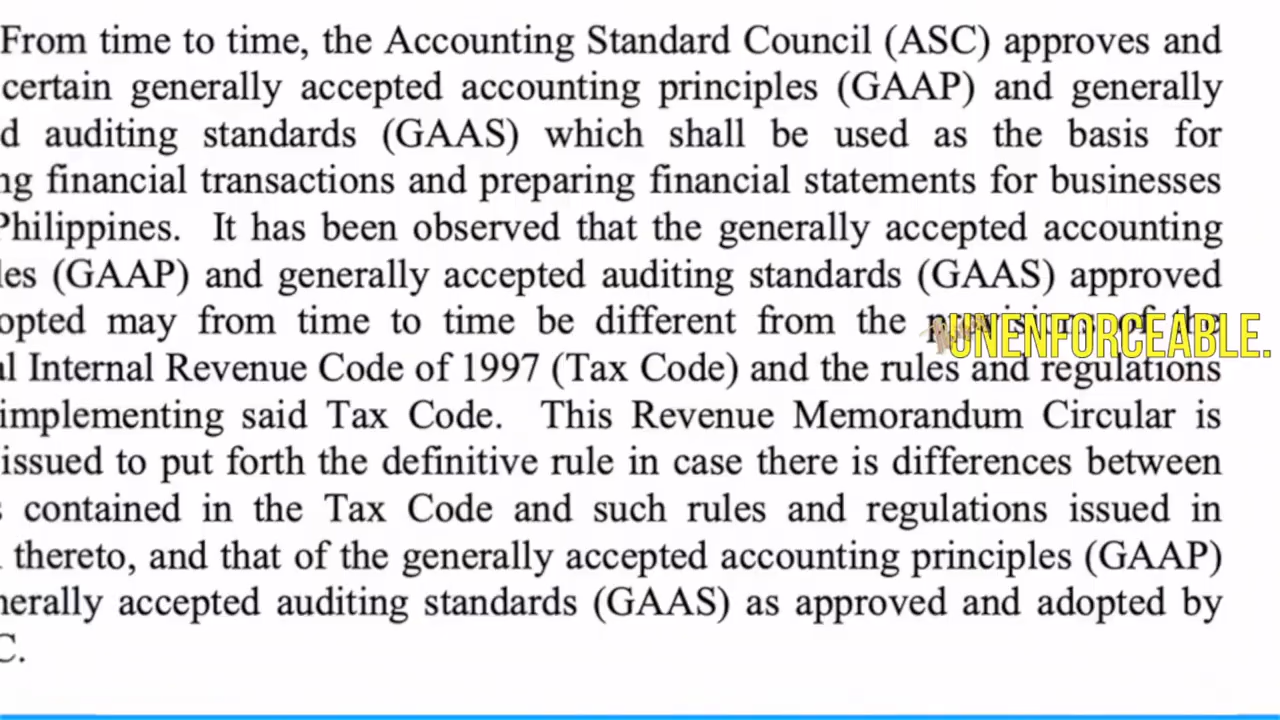 From time to time, the Accounting Standard Council (ASC) approves and
certain generally accepted accounting principles (GAAP) and generally
d auditing standards (GAAS) which shall be used as the basis for
ng financial transactions and preparing financial statements for businesses
Philippines. It has been observed that the generally accepted accounting
les (GAAP) and generally accepted auditing standards (GAAS) approved
opted may from time to time be different from the of the
UNENFORCEABLE.
al Internal Revenue Code of 1997 (Tax Code) and the rules and regulations
implementing said Tax Code. This Revenue Memorandum Circular is
issued to put forth the definitive rule in case there is differences between
s contained in the Tax Code and such rules and regulations issued in
thereto, and that of the generally accepted accounting principles (GAAP)
nerally accepted auditing standards (GAAS) as approved and adopted by
C.